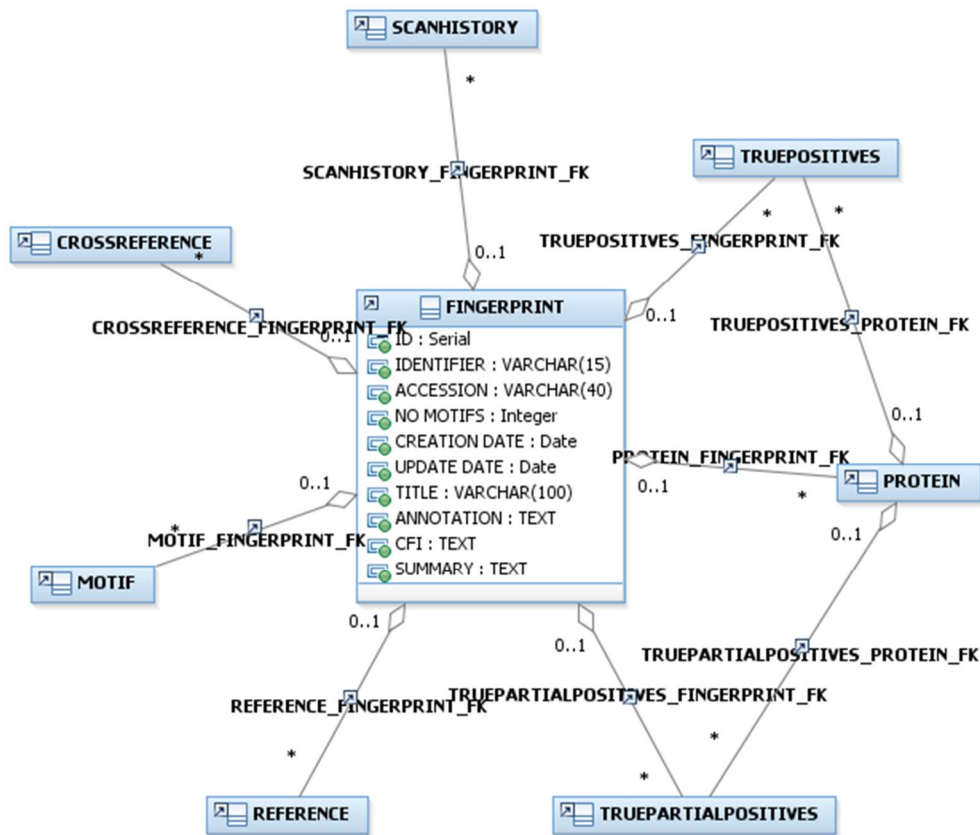 SCANHISTORY
*
SCANHISTORY_FINGERPRINT_FK
0..1
TRUEPOSITIVES
*
*
TRUEPOSITIVES_FINGERPRINT_FK
0..1
TRUEPOSITIVES_PROTEIN_FK
0..1
CROSSREFERENCE
*
CROSSREFERENCE_FINGERPRINT_FK
0..1
FINGERPRINT
ID : Serial
IDENTIFIER : VARCHAR(15)
ACCESSION : VARCHAR(40)
NO MOTIFS : Integer
CREATION DATE : Date
UPDATE DATE : Date
TITLE : VARCHAR(100)
ANNOTATION : TEXT
CFI : TEXT
SUMMARY : TEXT
PROTEIN_FINGERPRINT_FK
0..1
*
PROTEIN
0..1
0..1
*
MOTIF_FINGERPRINT_FK
MOTIF
0..1
REFERENCE_FINGERPRINT_FK
*
REFERENCE
0..1
TRUEPARTIALPOSITIVES_PROTEIN_FK
TRUEPARTIALPOSITIVES_FINGERPRINT_FK
*
*
TRUEPARTIALPOSITIVES